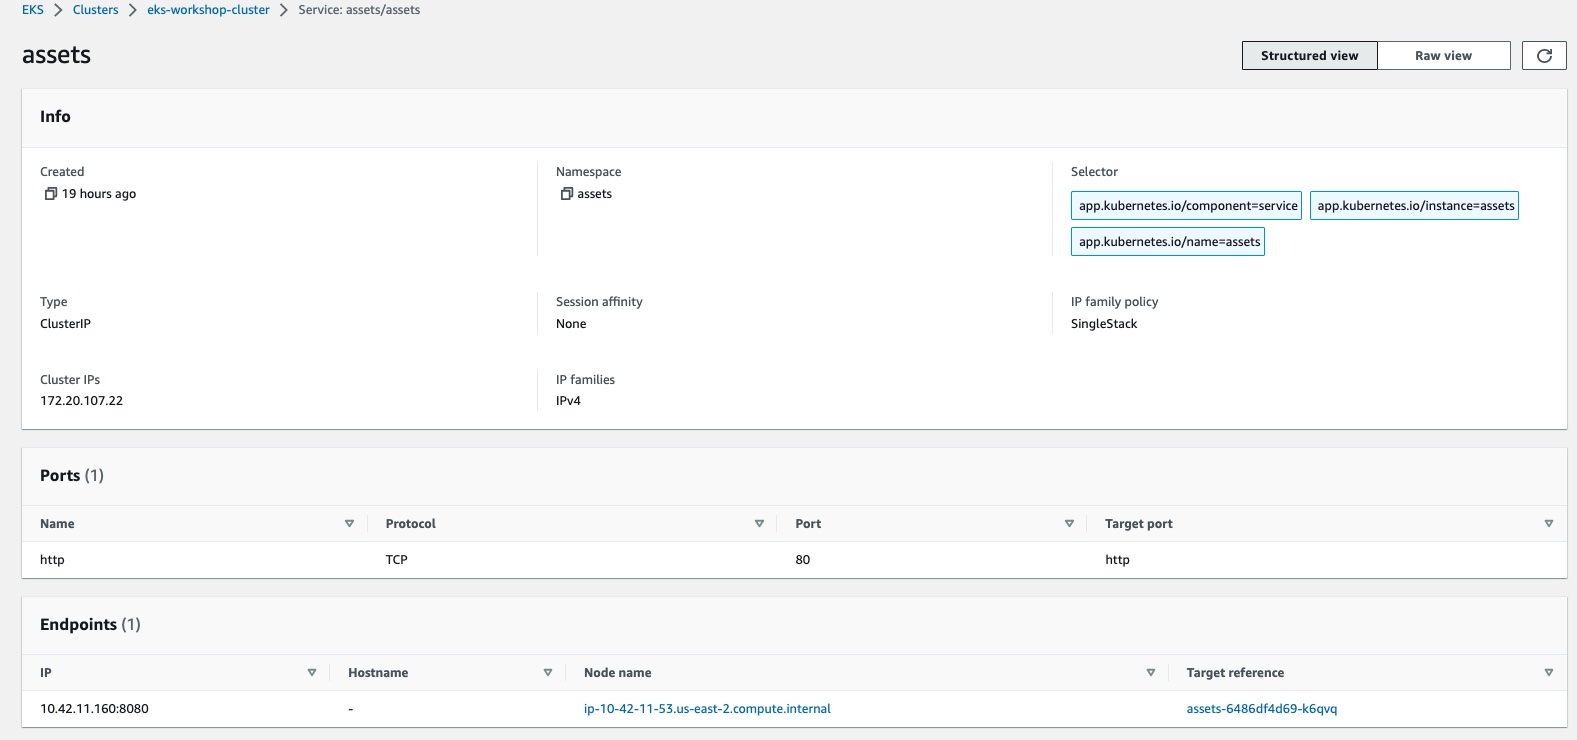 EKS > Clusters > eks-workshop-cluster > Service: assets/assets
assets
Structured view Raw view
Info
Created Namespace Selector
19 hours ago assets app.kubernetes.io/component=service app.kubernetes.io/instance=assets
app.kubernetes.io/name=assets
Type Session affinity IP family policy
ClusterIP None SingleStack
Cluster IPs IP families
172.20.107.22 IPv4
Ports (1)
Name Protocol Port Target port
http TCP 80 http
Endpoints (1)
IP Hostname Node name Target reference
10.42.11.160:8080 - ip-10-42-11-53.us-east-2.compute.internal assets-6486df4d69-k6qvq